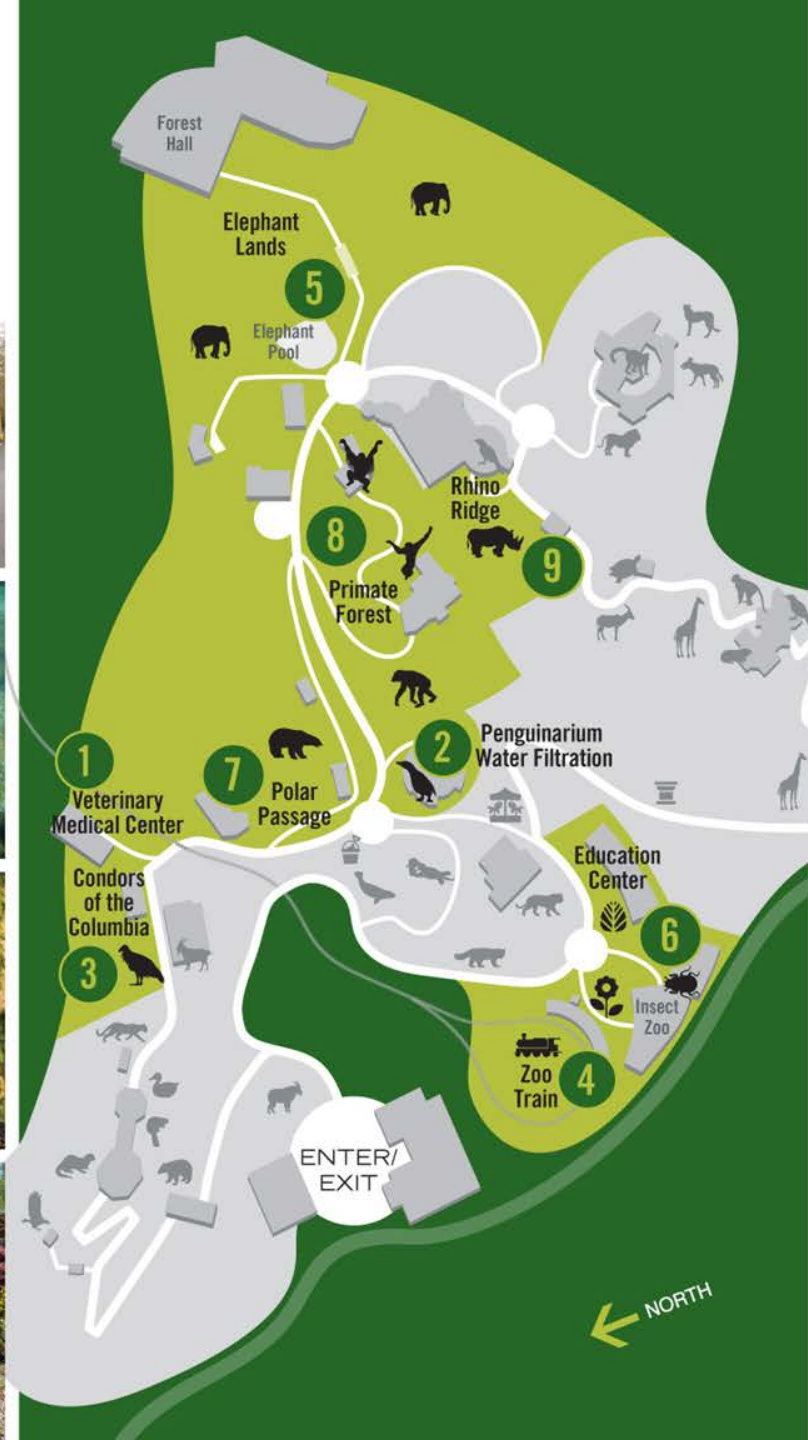 Forest
Hall
Elephant
Lands
5
Elephant
Pool
Rhino
Ridge
8
9
Primate
Forest
1
Veterinary
Medical Center
7
Polar
Passage
2
Penguinarium
Water Filtration
Condors
of the
Columbia
3
Education
Center
6
Insect
Zoo
Zoo
Train
4
ENTER/
EXIT
NORTH